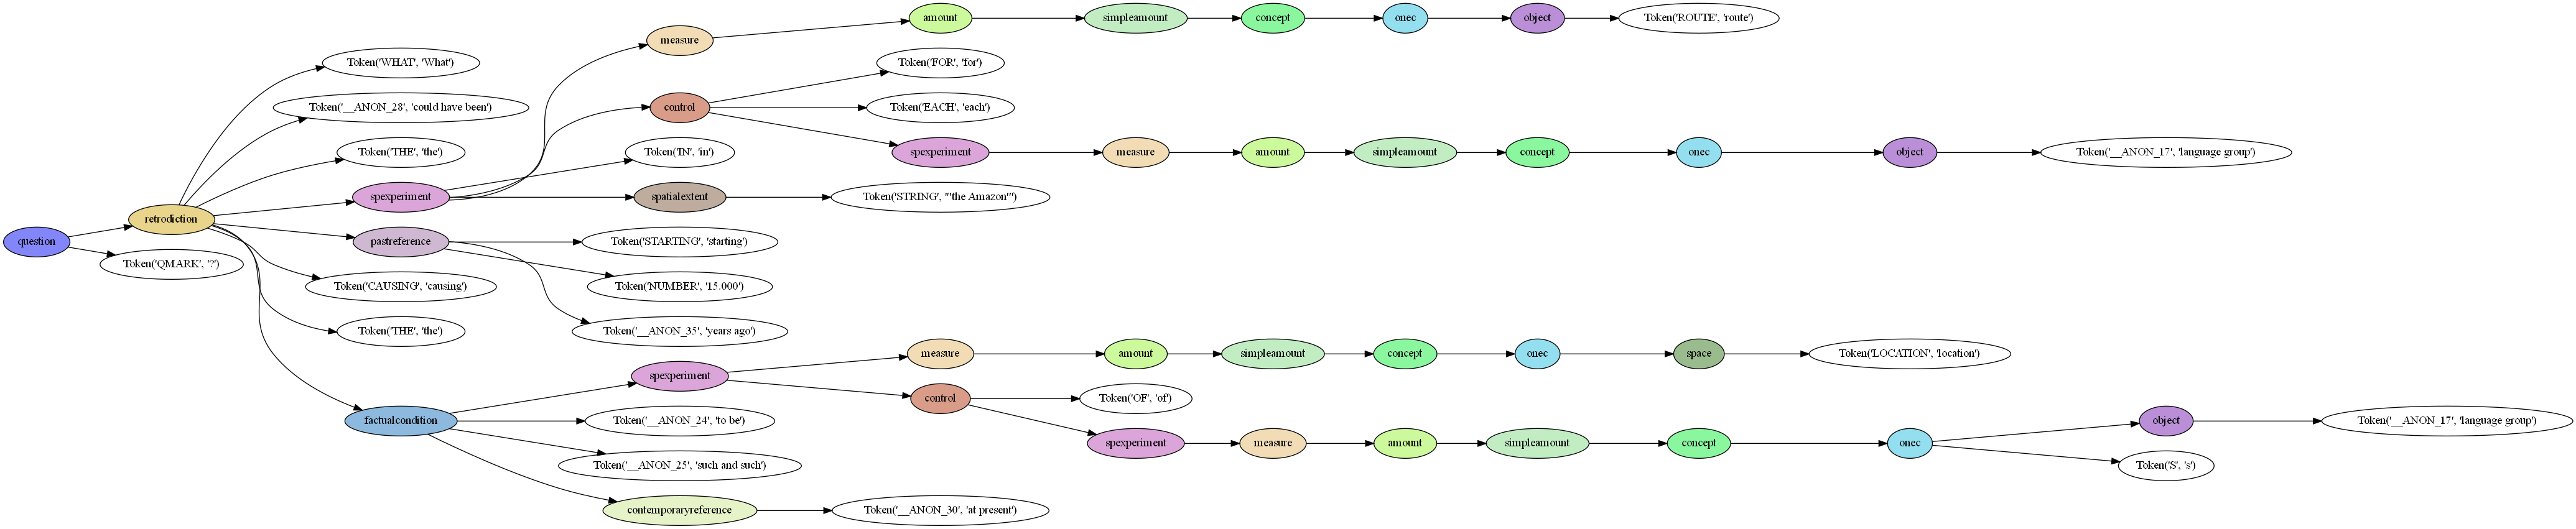 amount simpleamount concept onec object Token('ROUTE', 'route')
measure
Token('WHAT', 'What') Token('FOR', 'for')
Token('__ANON_28', 'could have been') control Token('EACH', 'each')
Token('THE', 'the') Token('IN', 'in') spexperiment measure amount simpleamount concept onec object Token('__ANON_17', 'language group')
spexperiment spatialextent Token('STRING', "'the Amazon'")
retrodiction
question pastreference Token('STARTING', 'starting')
Token('QMARK', '?')
Token('CAUSING', 'causing') Token('NUMBER', '15.000')
Token('THE', 'the') Token('__ANON_35', 'years ago')
measure amount simpleamount concept onec space Token('LOCATION', 'location')
spexperiment
control Token('OF', 'of')
factualcondition Token('__ANON_24', 'to be') object Token('__ANON_17', 'language group')
spexperiment measure amount simpleamount concept onec
Token('__ANON_25', 'such and such') Token('S', 's')
contemporaryreference Token('__ANON_30', 'at present')